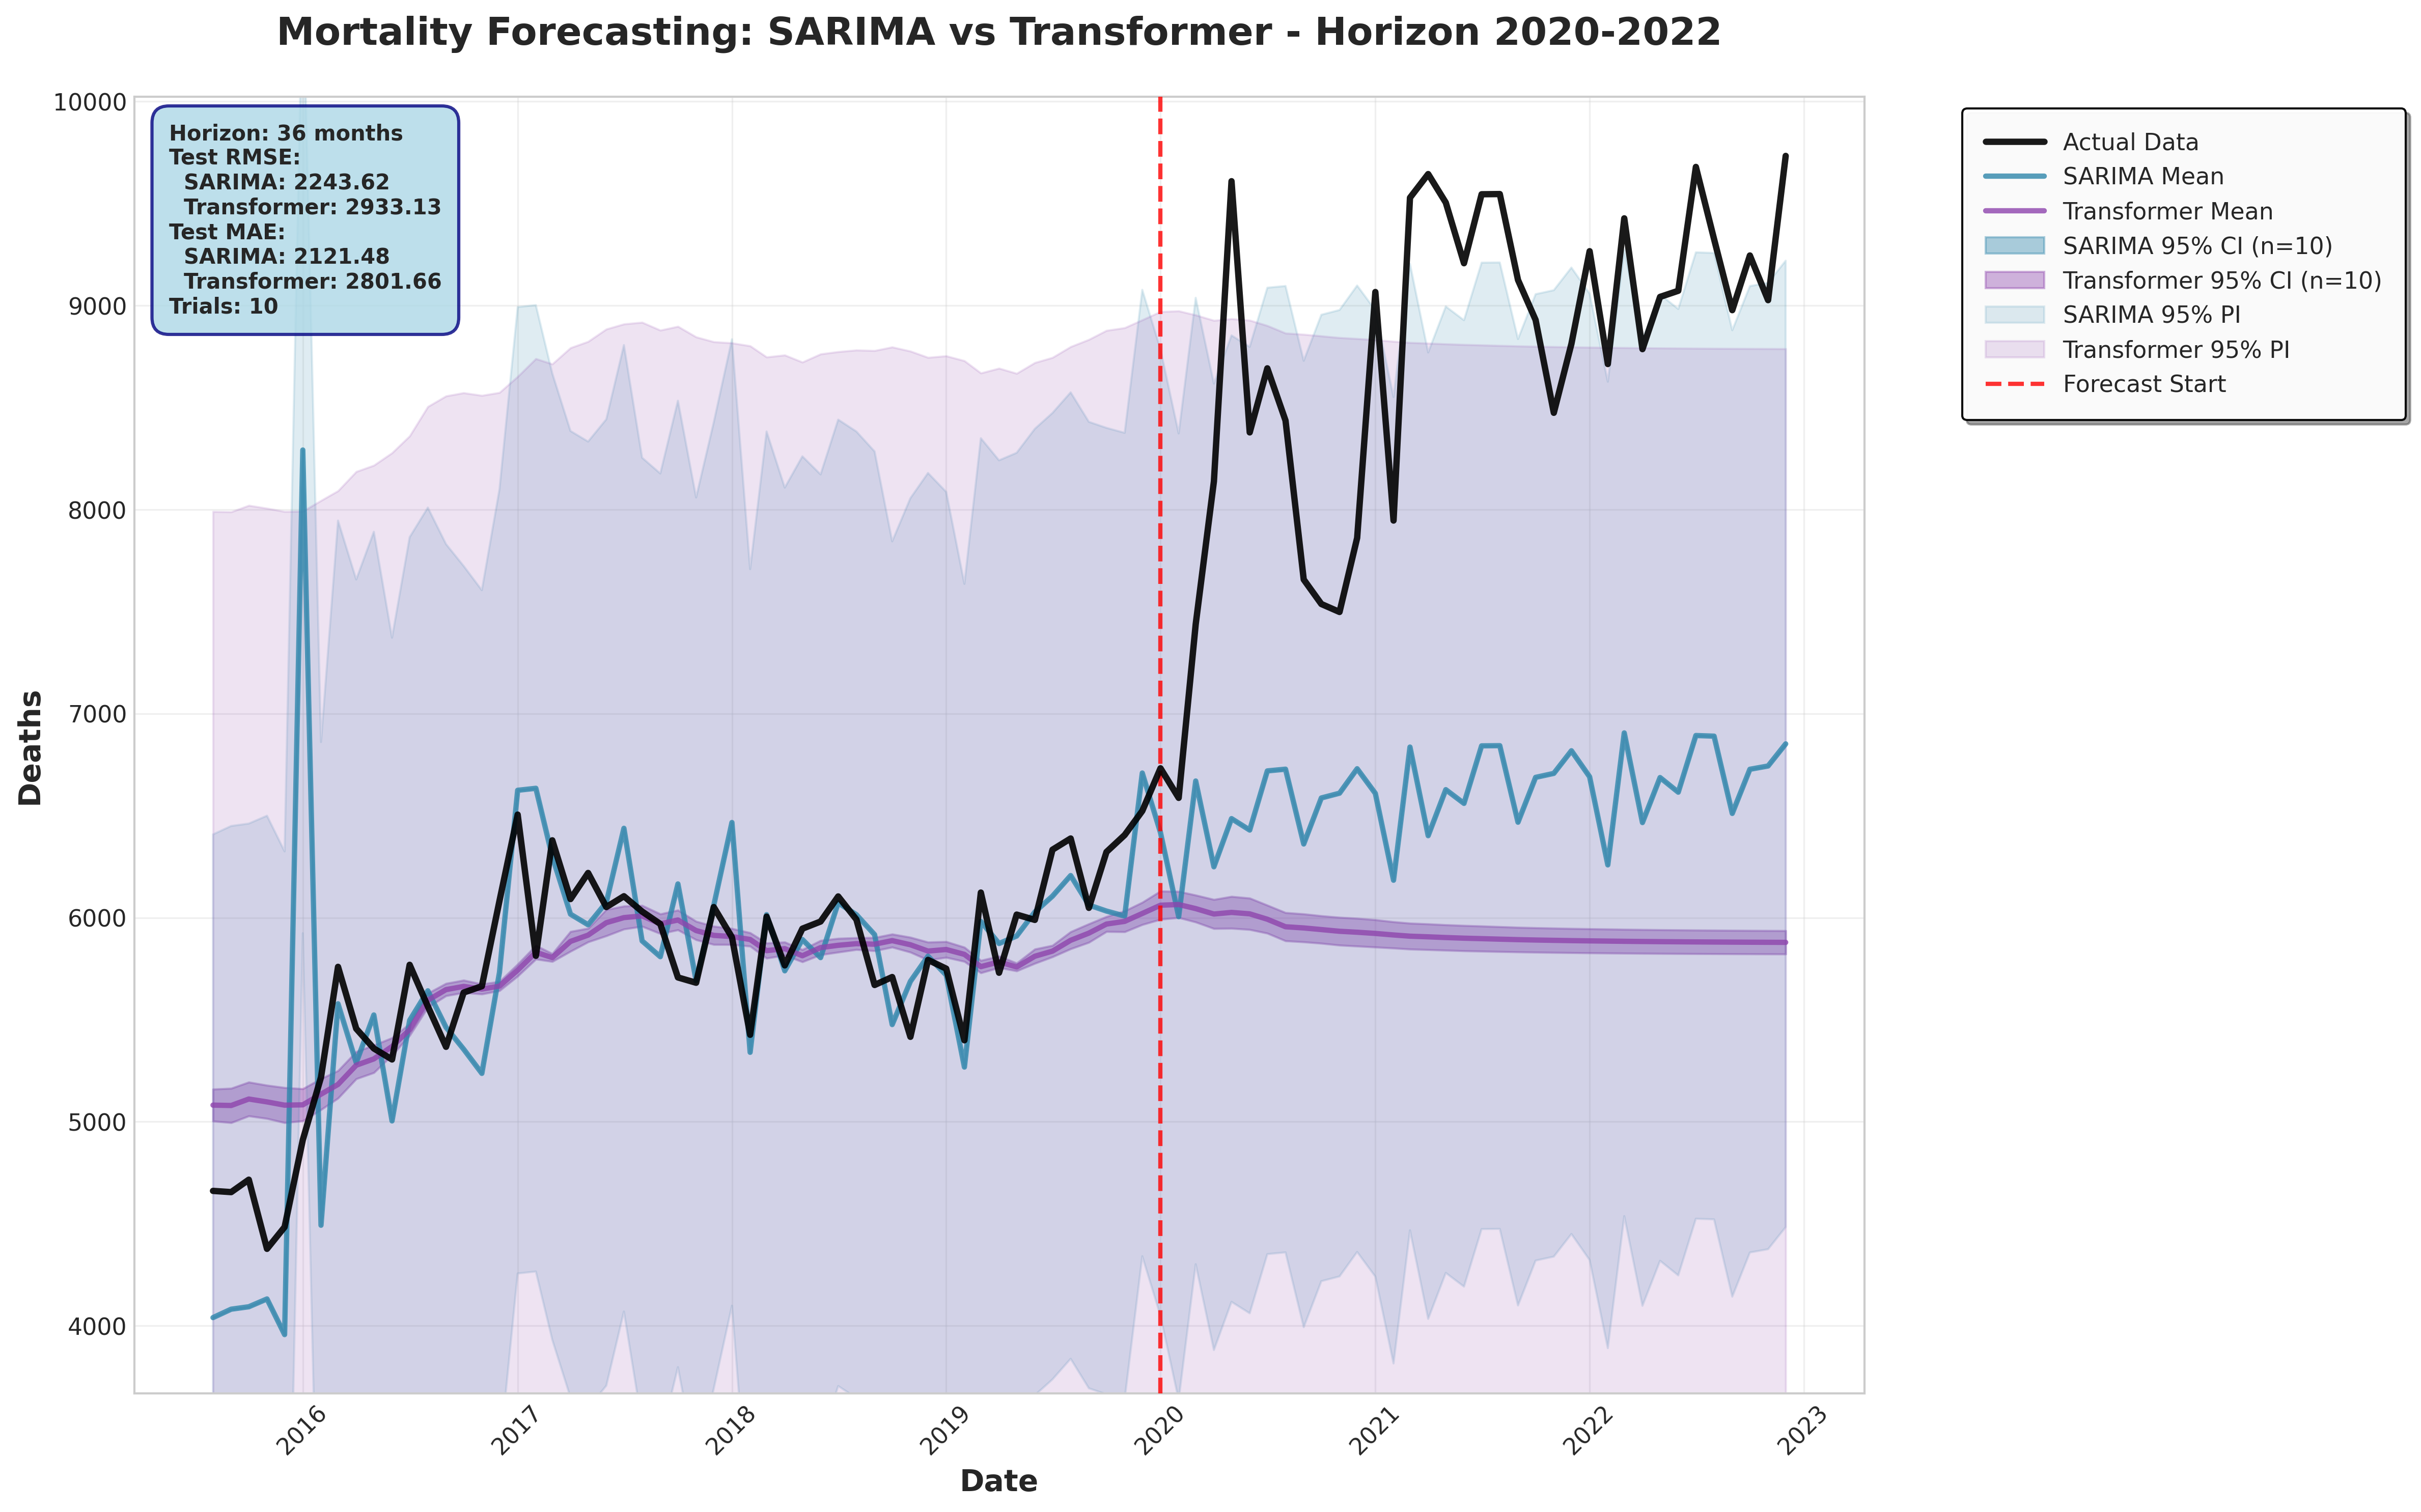 Mortality Forecasting: SARIMA vs Transformer - Horizon 2020-2022
10000
9000
8000
7000
6000
5000
4000
Deaths
Horizon: 36 months
Test RMSE:
SARIMA: 2243.62
Transformer: 2933.13
Test MAE:
SARIMA: 2121.48
Transformer: 2801.66
Trials: 10
Actual Data
SARIMA Mean
Transformer Mean
SARIMA 95% CI (n=10)
Transformer 95% CI (n=10)
SARIMA 95% PI
Transformer 95% PI
Forecast Start
2016
2017
2018
2019
2020
2021
2022
2023
Date